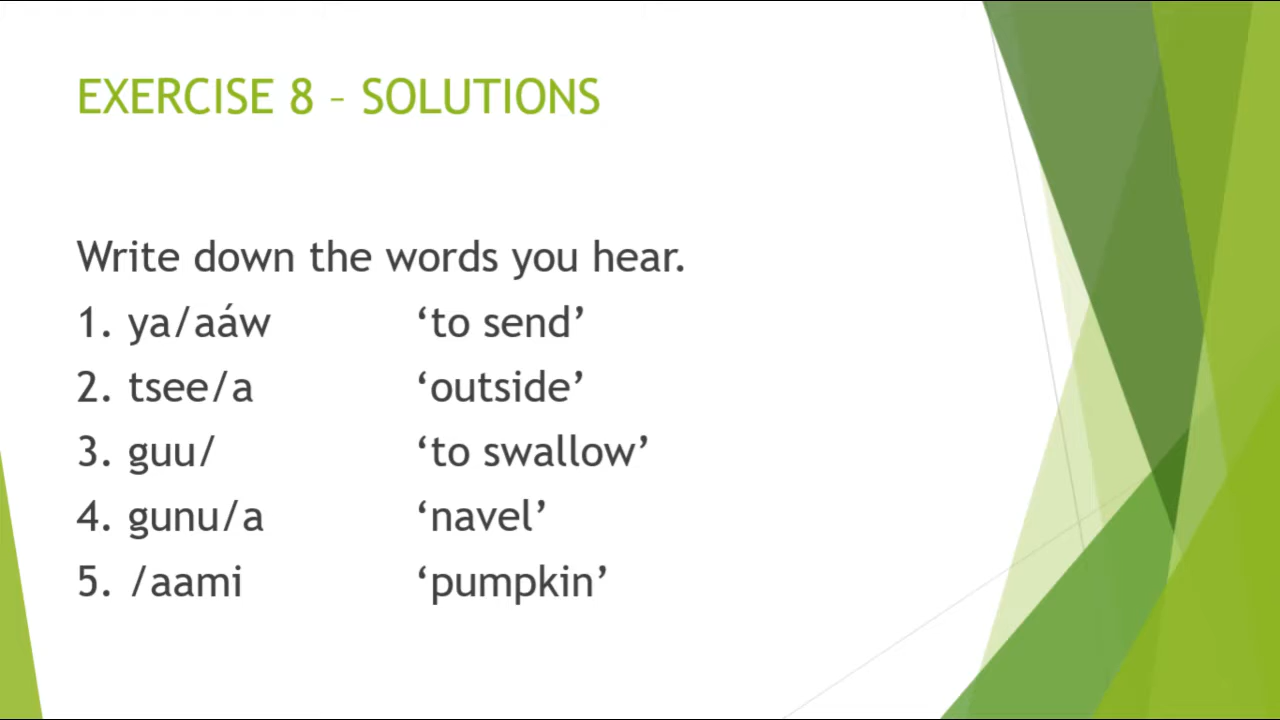 EXERCISE 8 – SOLUTIONS
Write down the words you hear.
1. ya/aáw ‘to send’
2. tsee/a ‘outside’
3. guu/ ‘to swallow’
4. gunu/a ‘navel’
5. /aami ‘pumpkin’